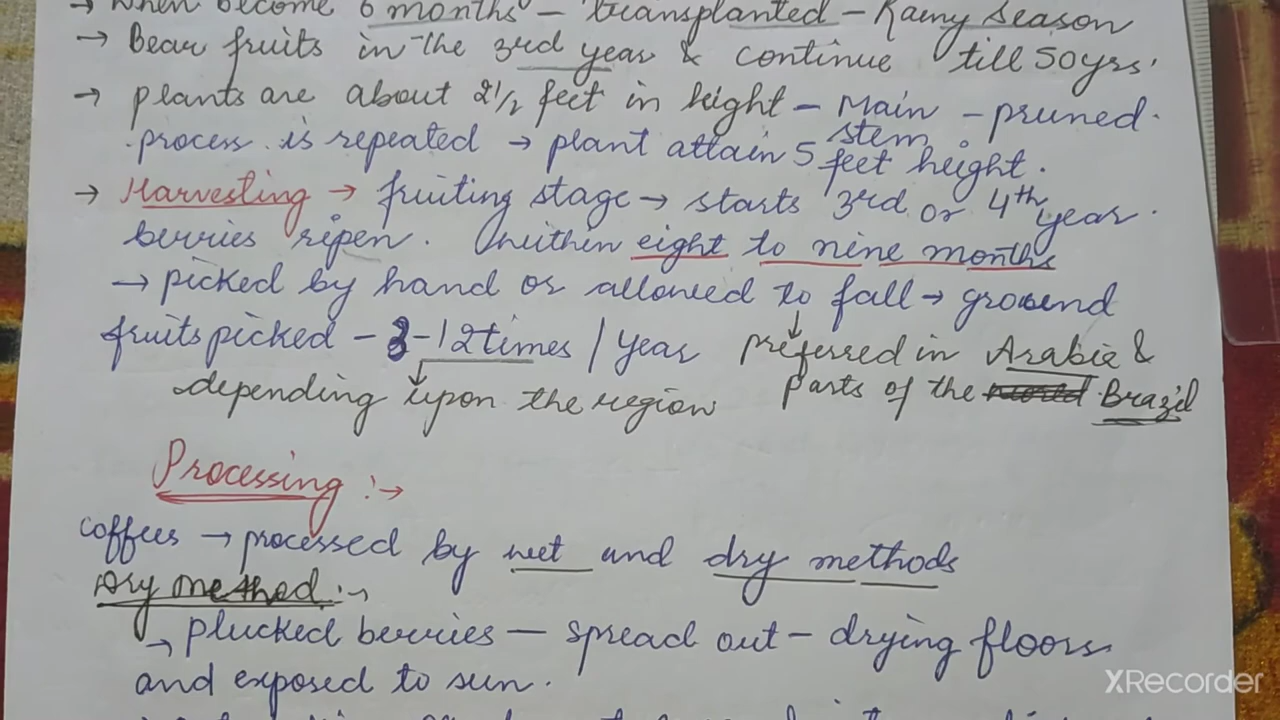 → When become 6 months – transplanted – Rainy Season
→ Bear fruits in the 3rd year & continue till 50yrs.
→ plants are about 2½ feet in hight – Main stem – pruned.
process is repeated → plant attain 5 feet height.
→ Harvesting → fruiting stage → starts 3rd or 4th year.
berries ripen. Within eight to nine months
→ picked by hand or allowed to fall → ground
fruits picked – 8-12 times / year preferred in Arabia &
depending upon the region parts of the Brazil
Processing :→
coffees → processed by wet and dry methods
Dry method :→
→ plucked berries – spread out – drying floors
and exposed to sun.
XRecorder